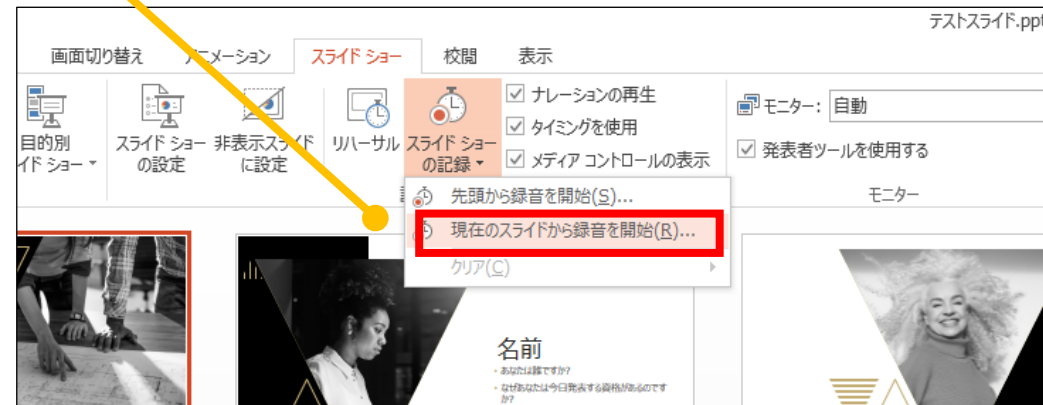 テストスライド.ppt
画面切り替え アニメーション スライド ショー 校閲 表示
目的別
イド ショー
スライド ショー
の設定
非表示スライド
に設定
リハーサル
スライド ショー
の記録
ナレーションの再生
タイミングを使用
メディア コントロールの表示
モニター: 自動
発表者ツールを使用する
モニター
先頭から録音を開始(S)...
現在のスライドから録音を開始(R)...
クリア(C)
名前
・あなたは誰ですか?
・なぜあなたは今日発表する資格があるのです
か?